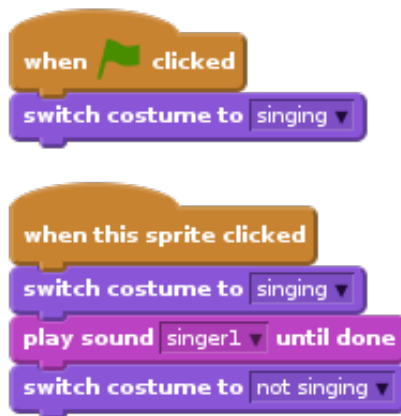 when clicked
switch costume to singing
when this sprite clicked
switch costume to singing
play sound singer1 until done
switch costume to not singing